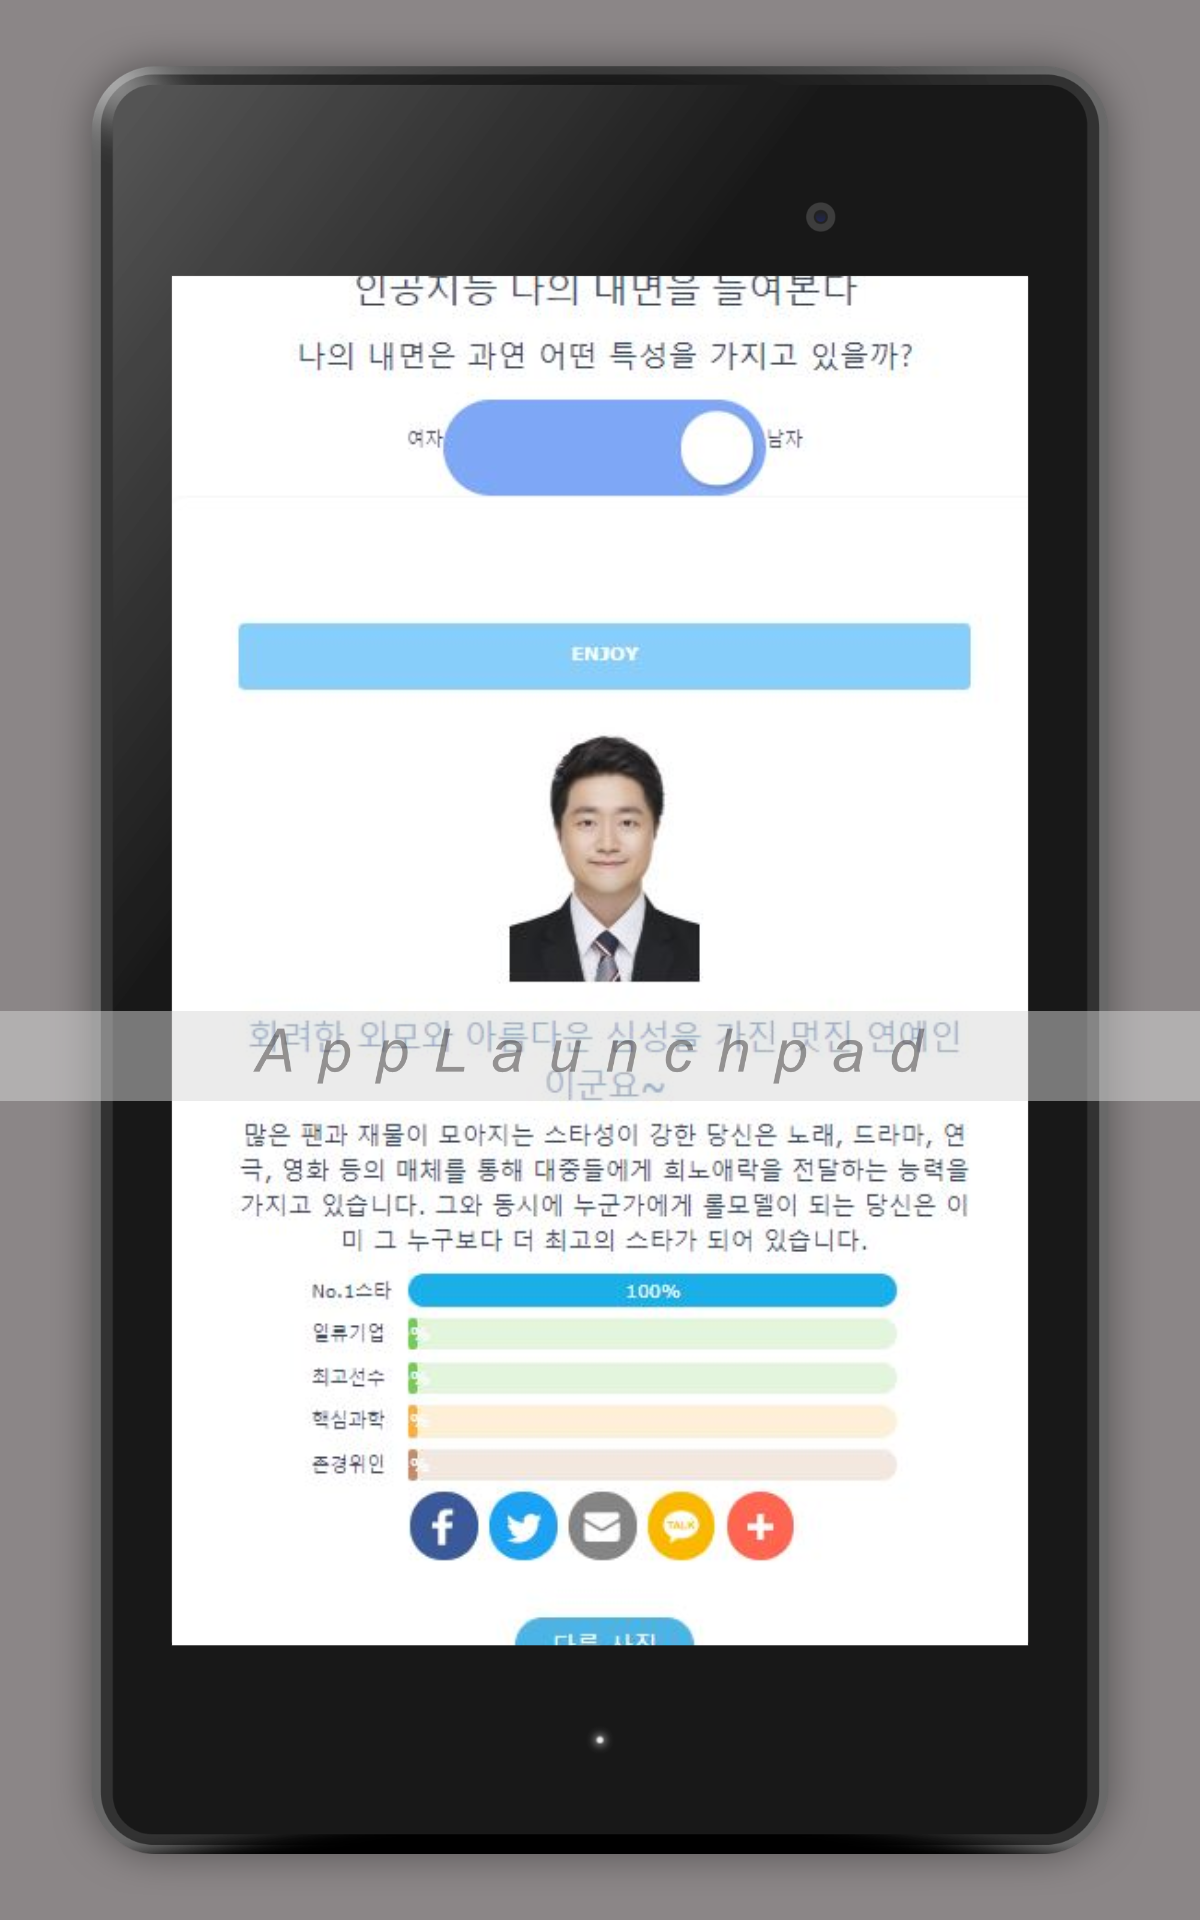 인공지능 나의 내면을 들여본다
나의 내면은 과연 어떤 특성을 가지고 있을까?
여자 남자
ENJOY
화려한 외모와 아름다운 심성을 가진 멋진 연예인
이군요~
AppLaunchpad
많은 팬과 재물이 모아지는 스타성이 강한 당신은 노래, 드라마, 연
극, 영화 등의 매체를 통해 대중들에게 희노애락을 전달하는 능력을
가지고 있습니다. 그와 동시에 누군가에게 롤모델이 되는 당신은 이
미 그 누구보다 더 최고의 스타가 되어 있습니다.
No.1스타 100%
일류기업 %
최고선수 %
핵심과학 %
존경위인 %
TALK
다른 사진